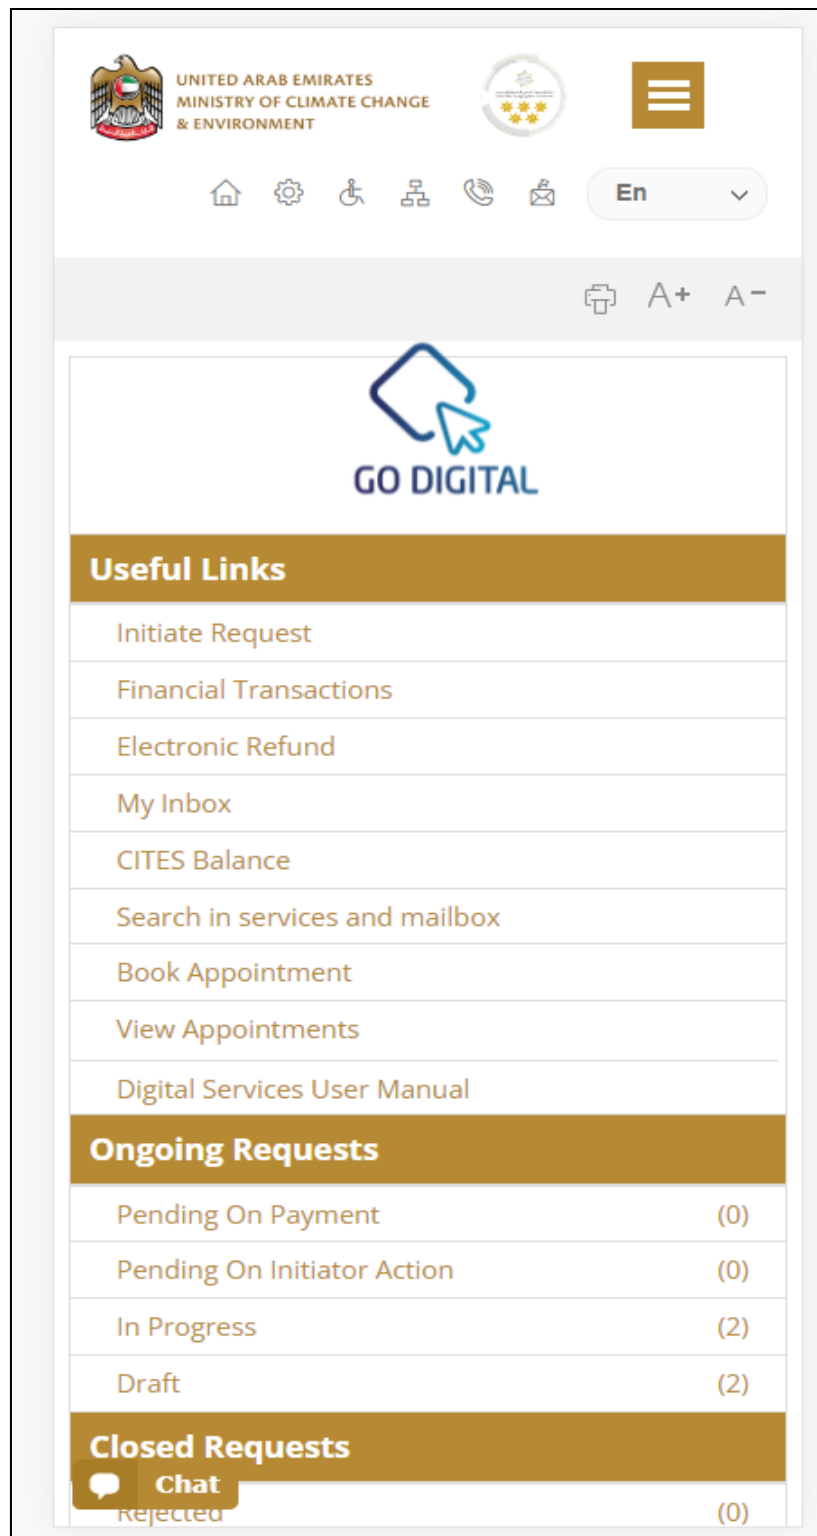 UNITED ARAB EMIRATES
MINISTRY OF CLIMATE CHANGE
& ENVIRONMENT
En
A+ A-
GO DIGITAL
Useful Links
Initiate Request
Financial Transactions
Electronic Refund
My Inbox
CITES Balance
Search in services and mailbox
Book Appointment
View Appointments
Digital Services User Manual
Ongoing Requests
Pending On Payment (0)
Pending On Initiator Action (0)
In Progress (2)
Draft (2)
Closed Requests
Chat
Rejected (0)